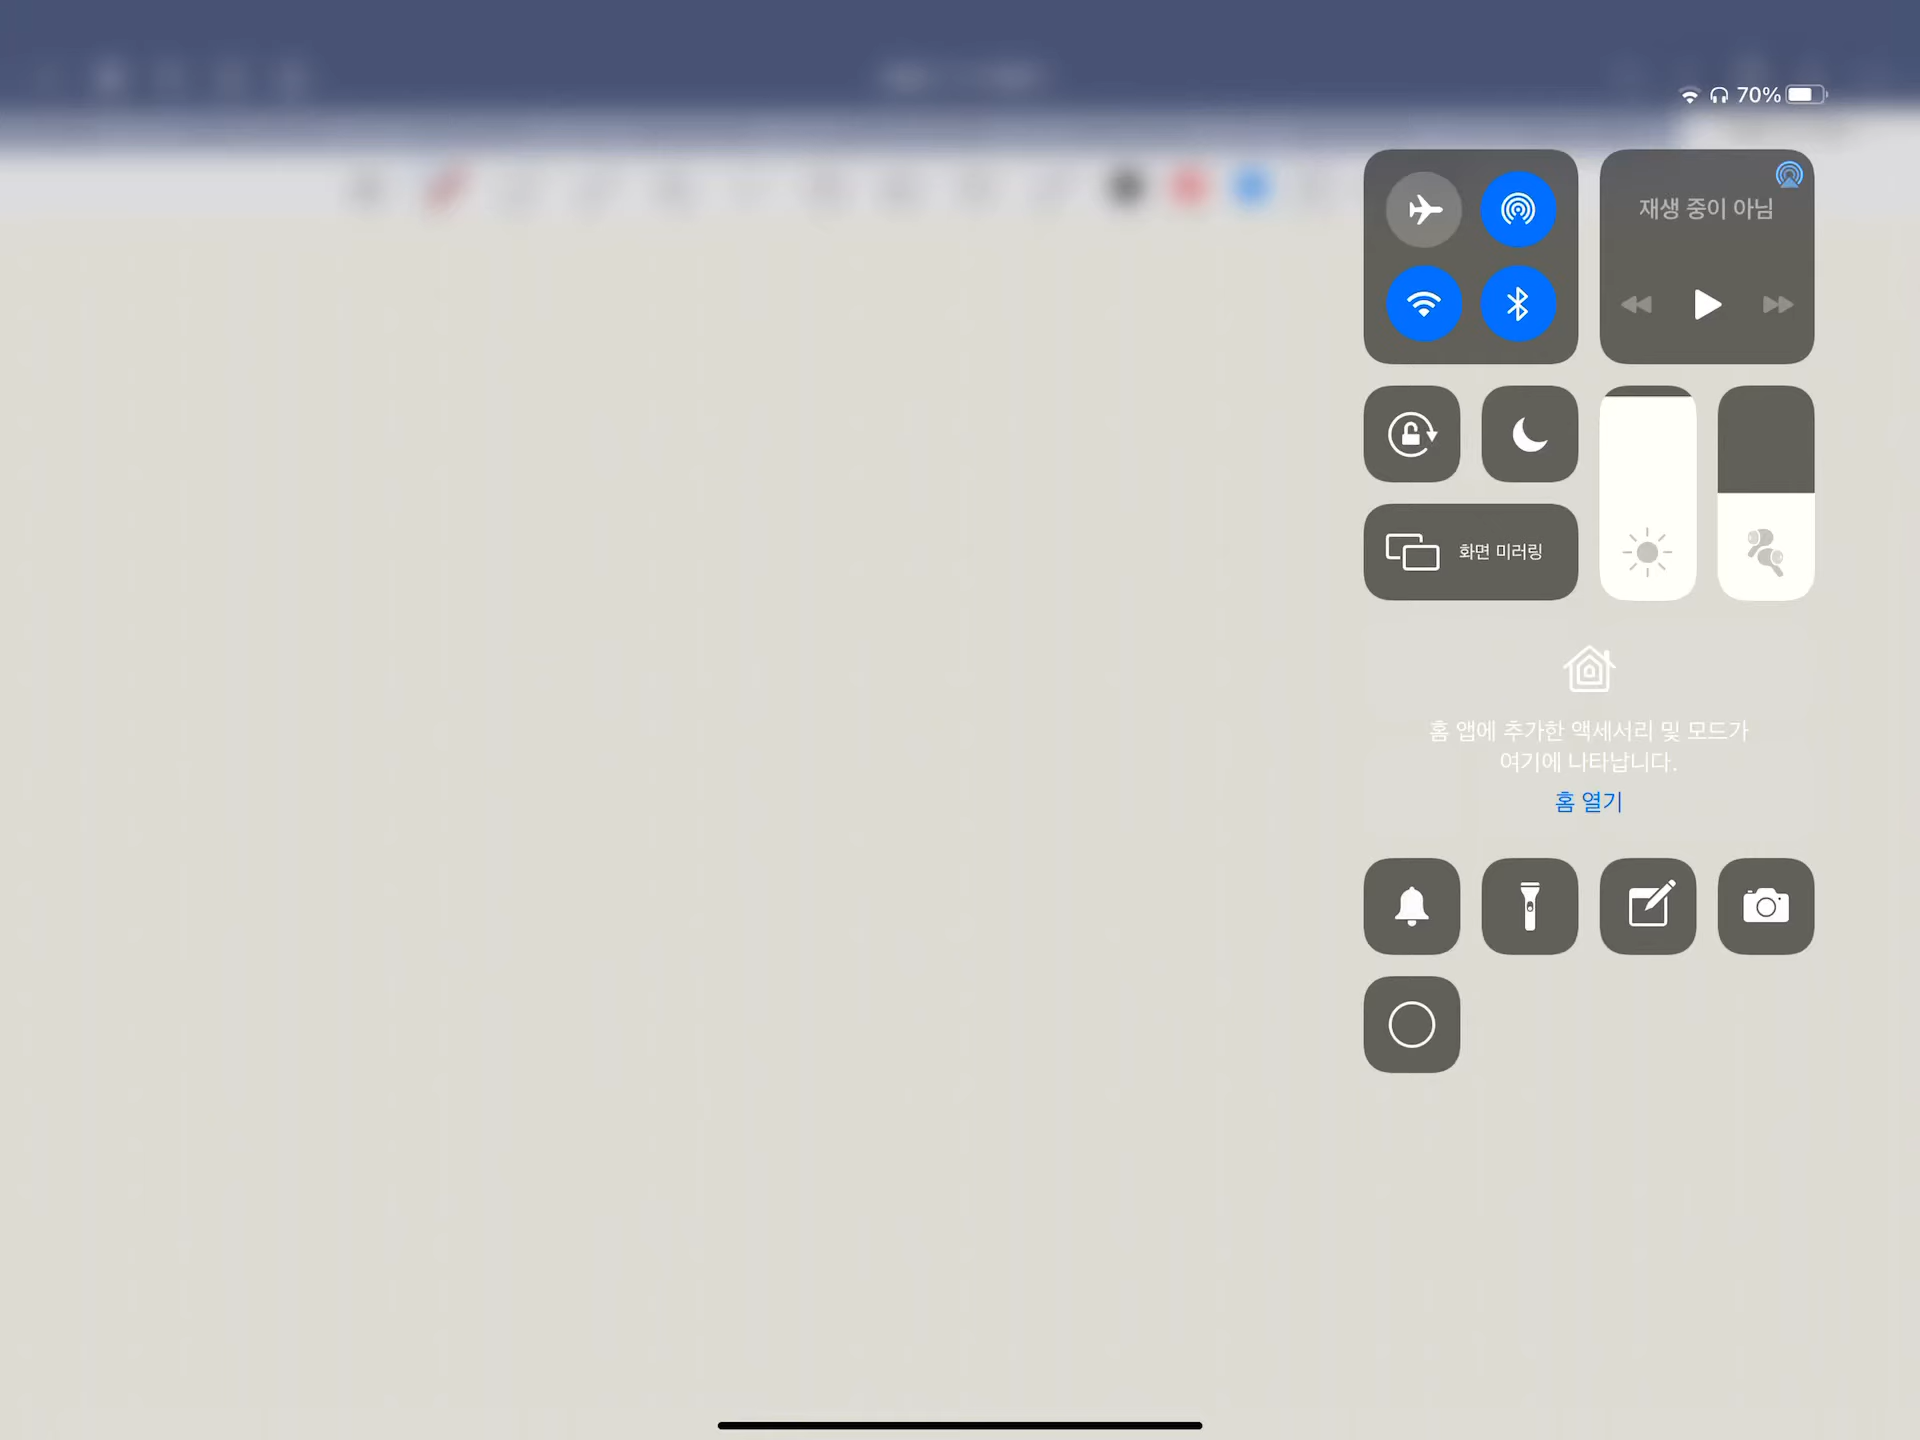 70%
재생 중이 아님
화면 미러링
홈 앱에 추가한 액세서리 및 모드가
여기에 나타납니다.
홈 열기